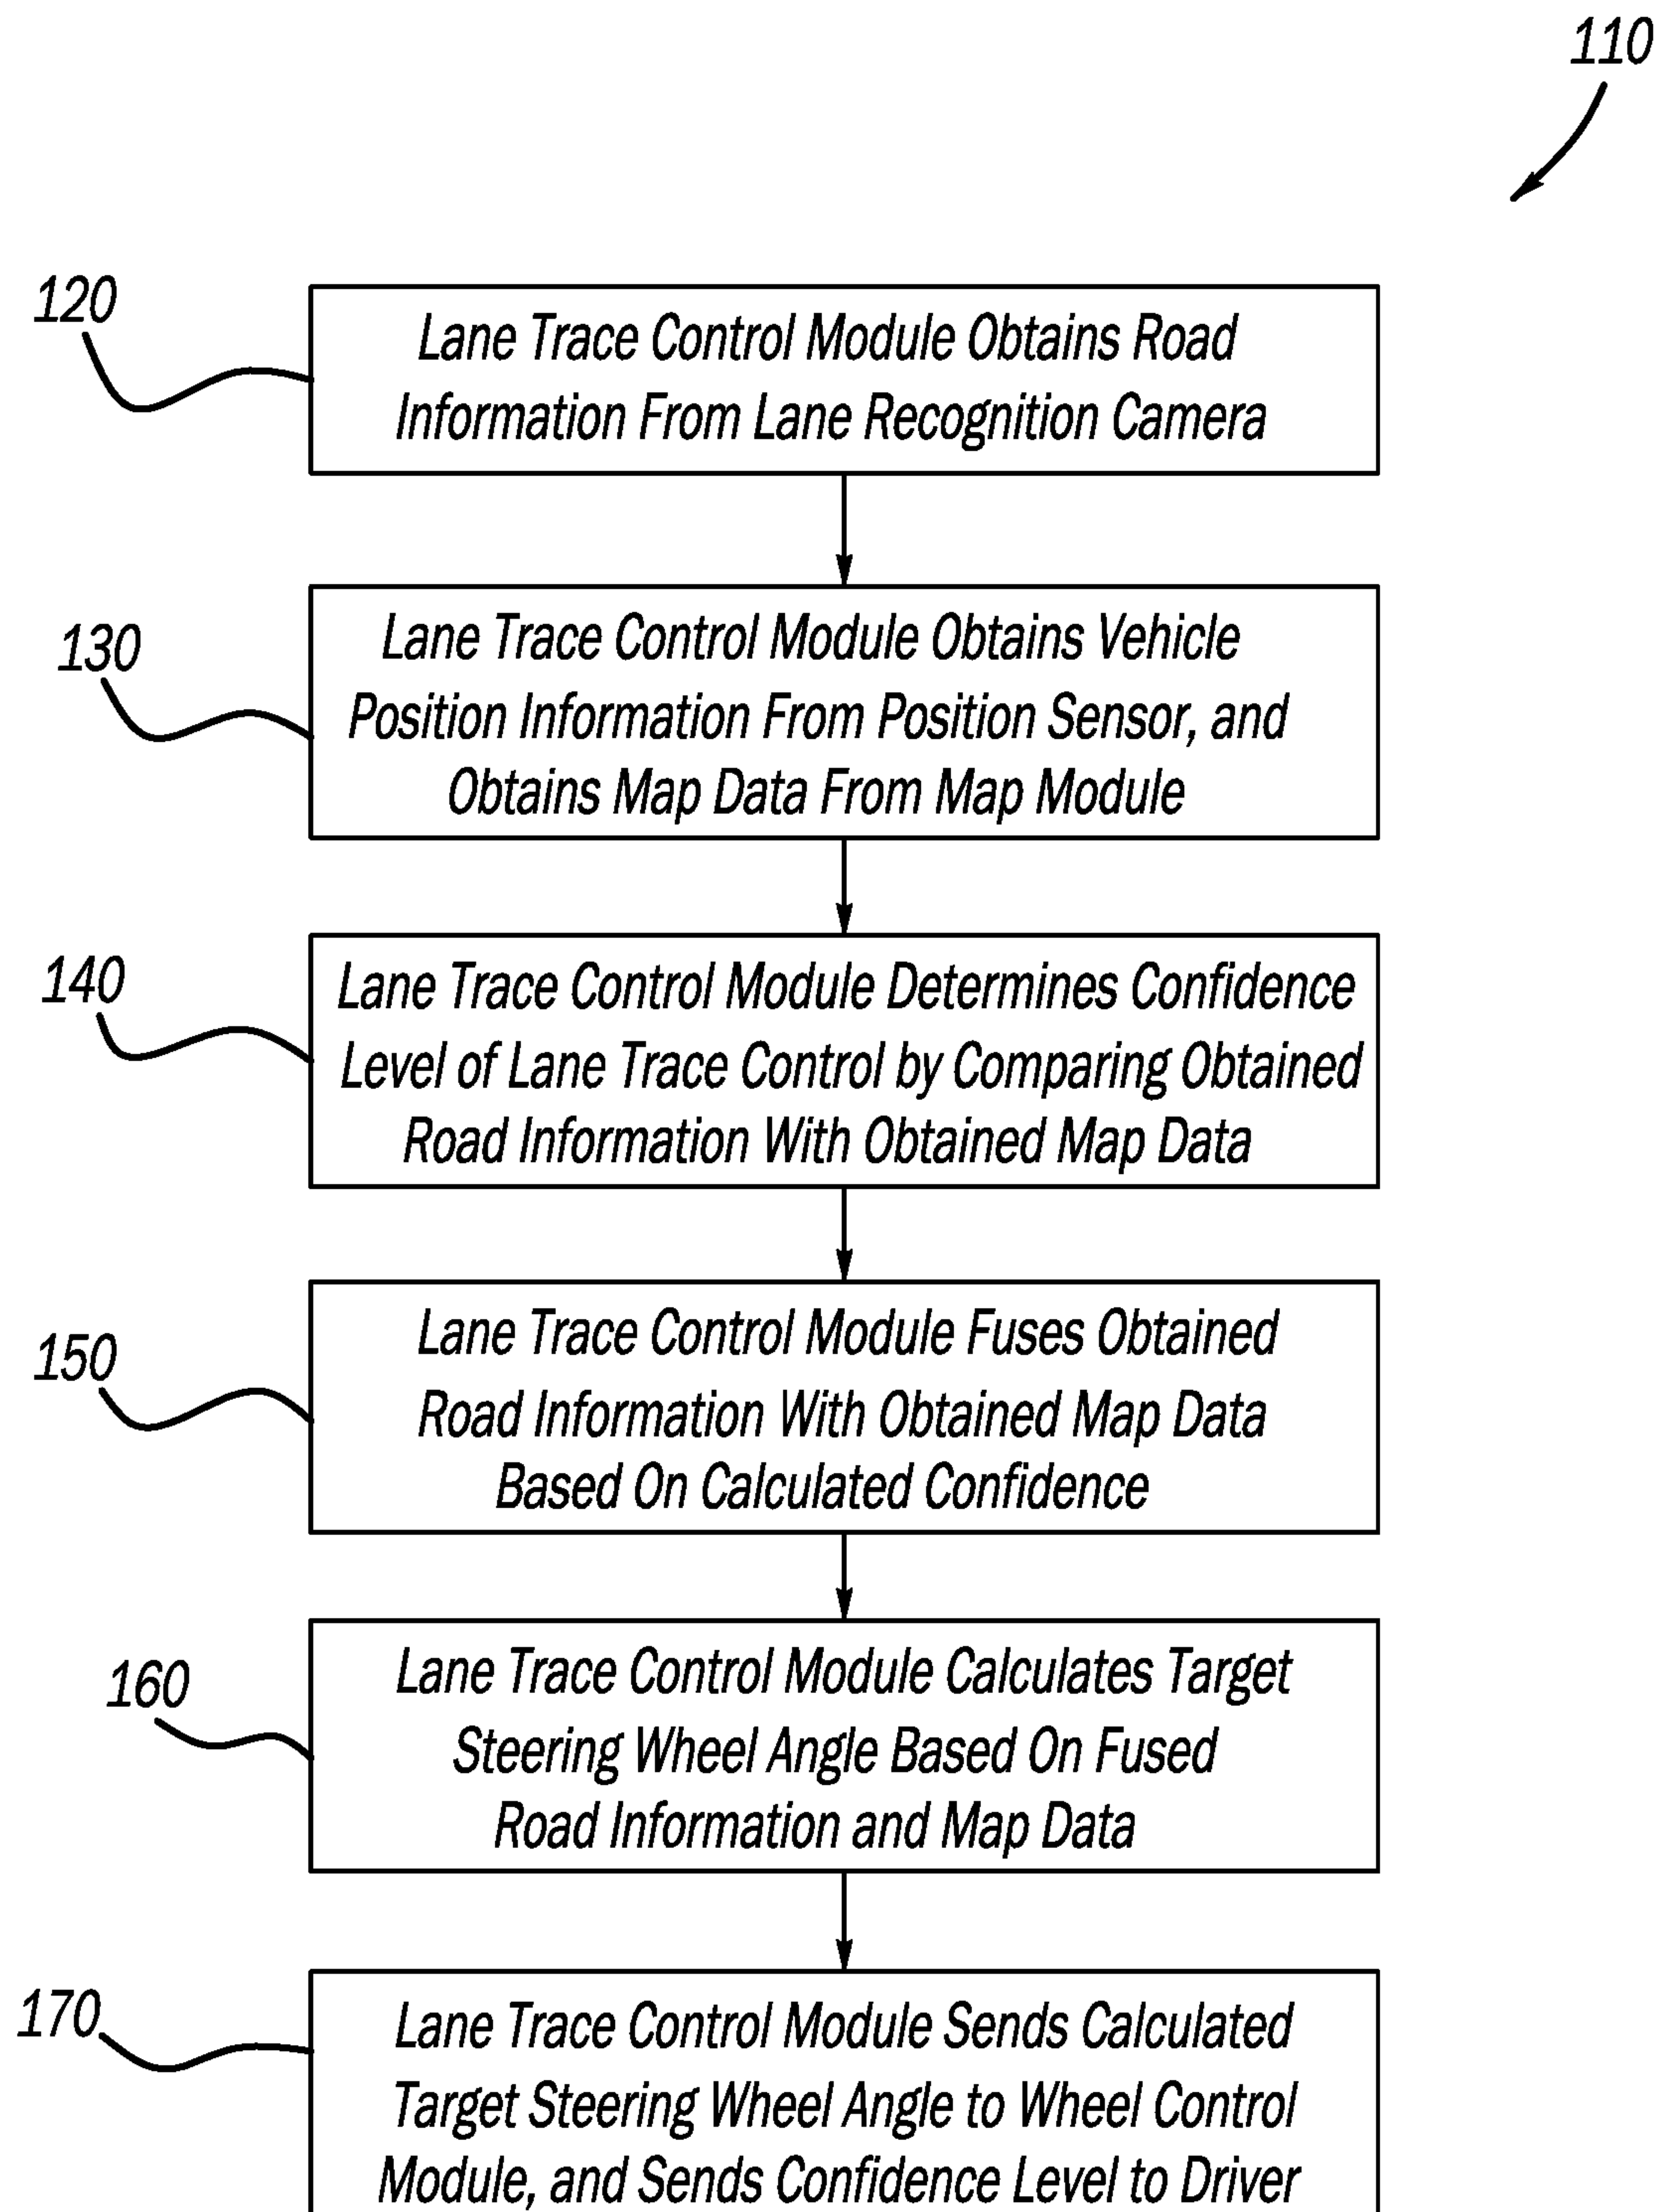 110
120
Lane Trace Control Module Obtains Road
Information From Lane Recognition Camera
130
Lane Trace Control Module Obtains Vehicle
Position Information From Position Sensor, and
Obtains Map Data From Map Module
140
Lane Trace Control Module Determines Confidence
Level of Lane Trace Control by Comparing Obtained
Road Information With Obtained Map Data
150
Lane Trace Control Module Fuses Obtained
Road Information With Obtained Map Data
Based On Calculated Confidence
160
Lane Trace Control Module Calculates Target
Steering Wheel Angle Based On Fused
Road Information and Map Data
170
Lane Trace Control Module Sends Calculated
Target Steering Wheel Angle to Wheel Control
Module, and Sends Confidence Level to Driver